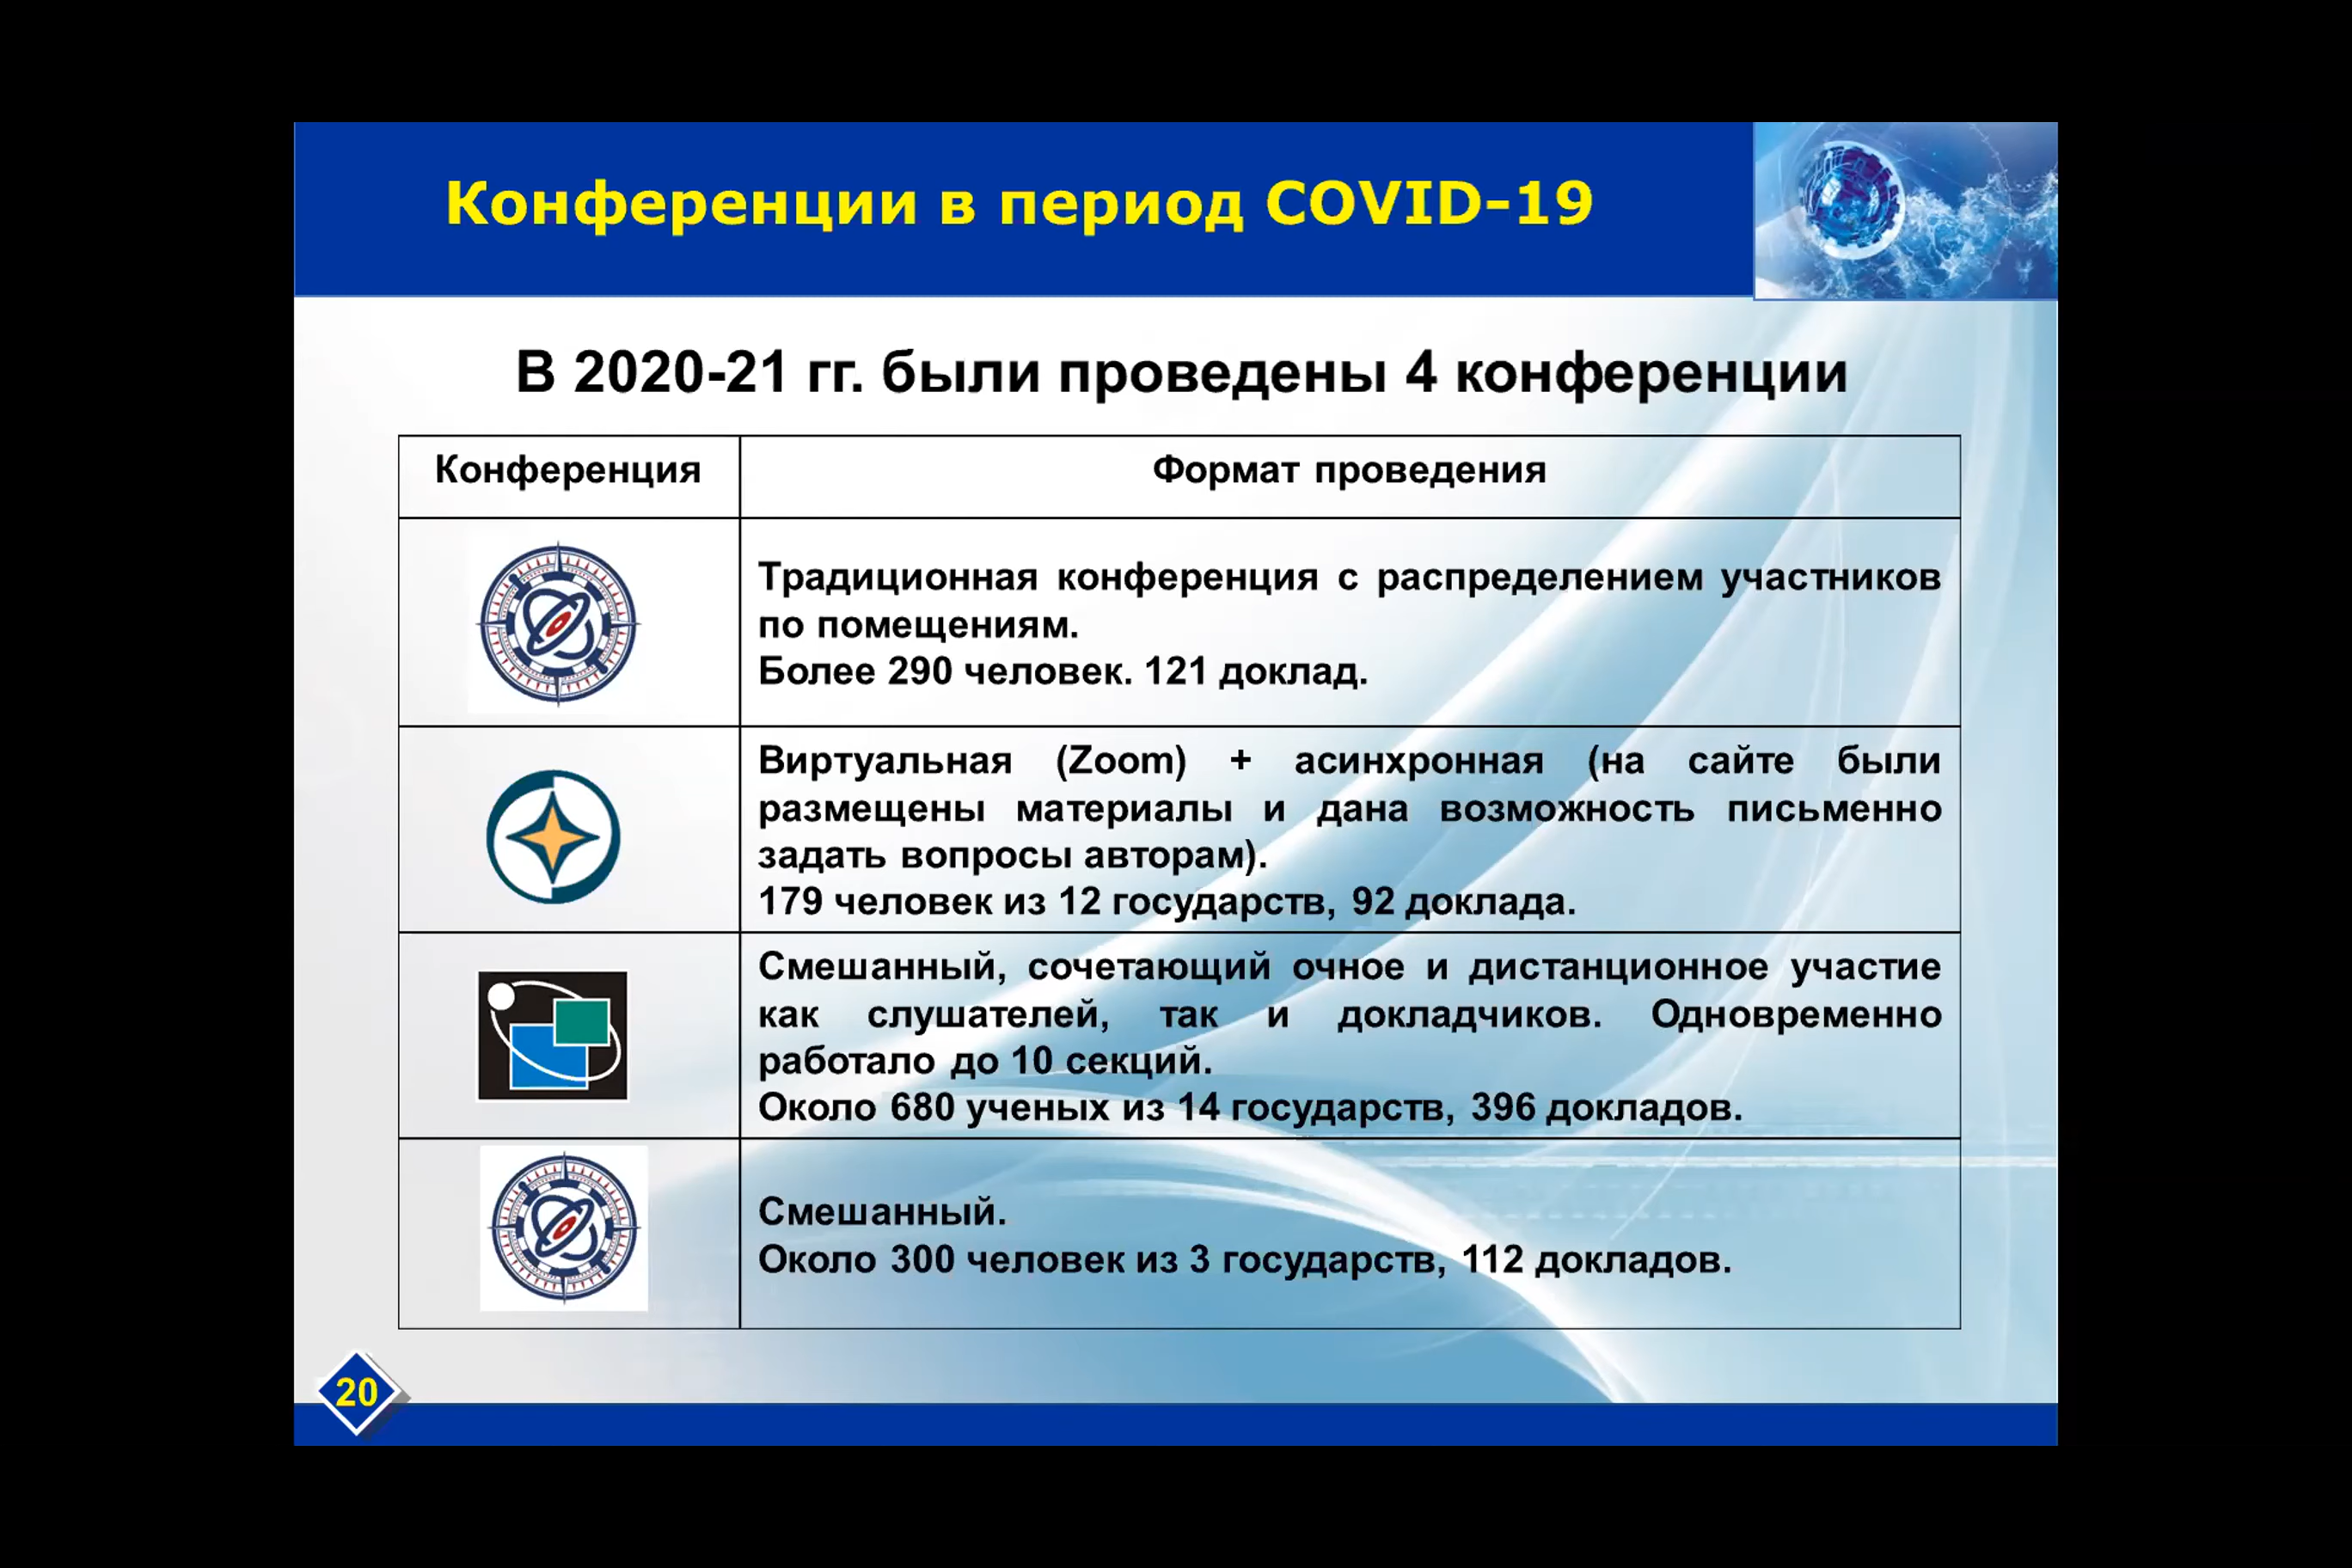 Конференции в период COVID-19
В 2020-21 гг. были проведены 4 конференции
Конференция
Формат проведения
Традиционная конференция с распределением участников
по помещениям.
Более 290 человек. 121 доклад.
Виртуальная (Zoom) + асинхронная (на сайте были
размещены материалы и дана возможность письменно
задать вопросы авторам).
179 человек из 12 государств, 92 доклада.
Смешанный, сочетающий очное и дистанционное участие
как слушателей, так и докладчиков. Одновременно
работало до 10 секций.
Около 680 ученых из 14 государств, 396 докладов.
Смешанный.
Около 300 человек из 3 государств, 112 докладов.
20